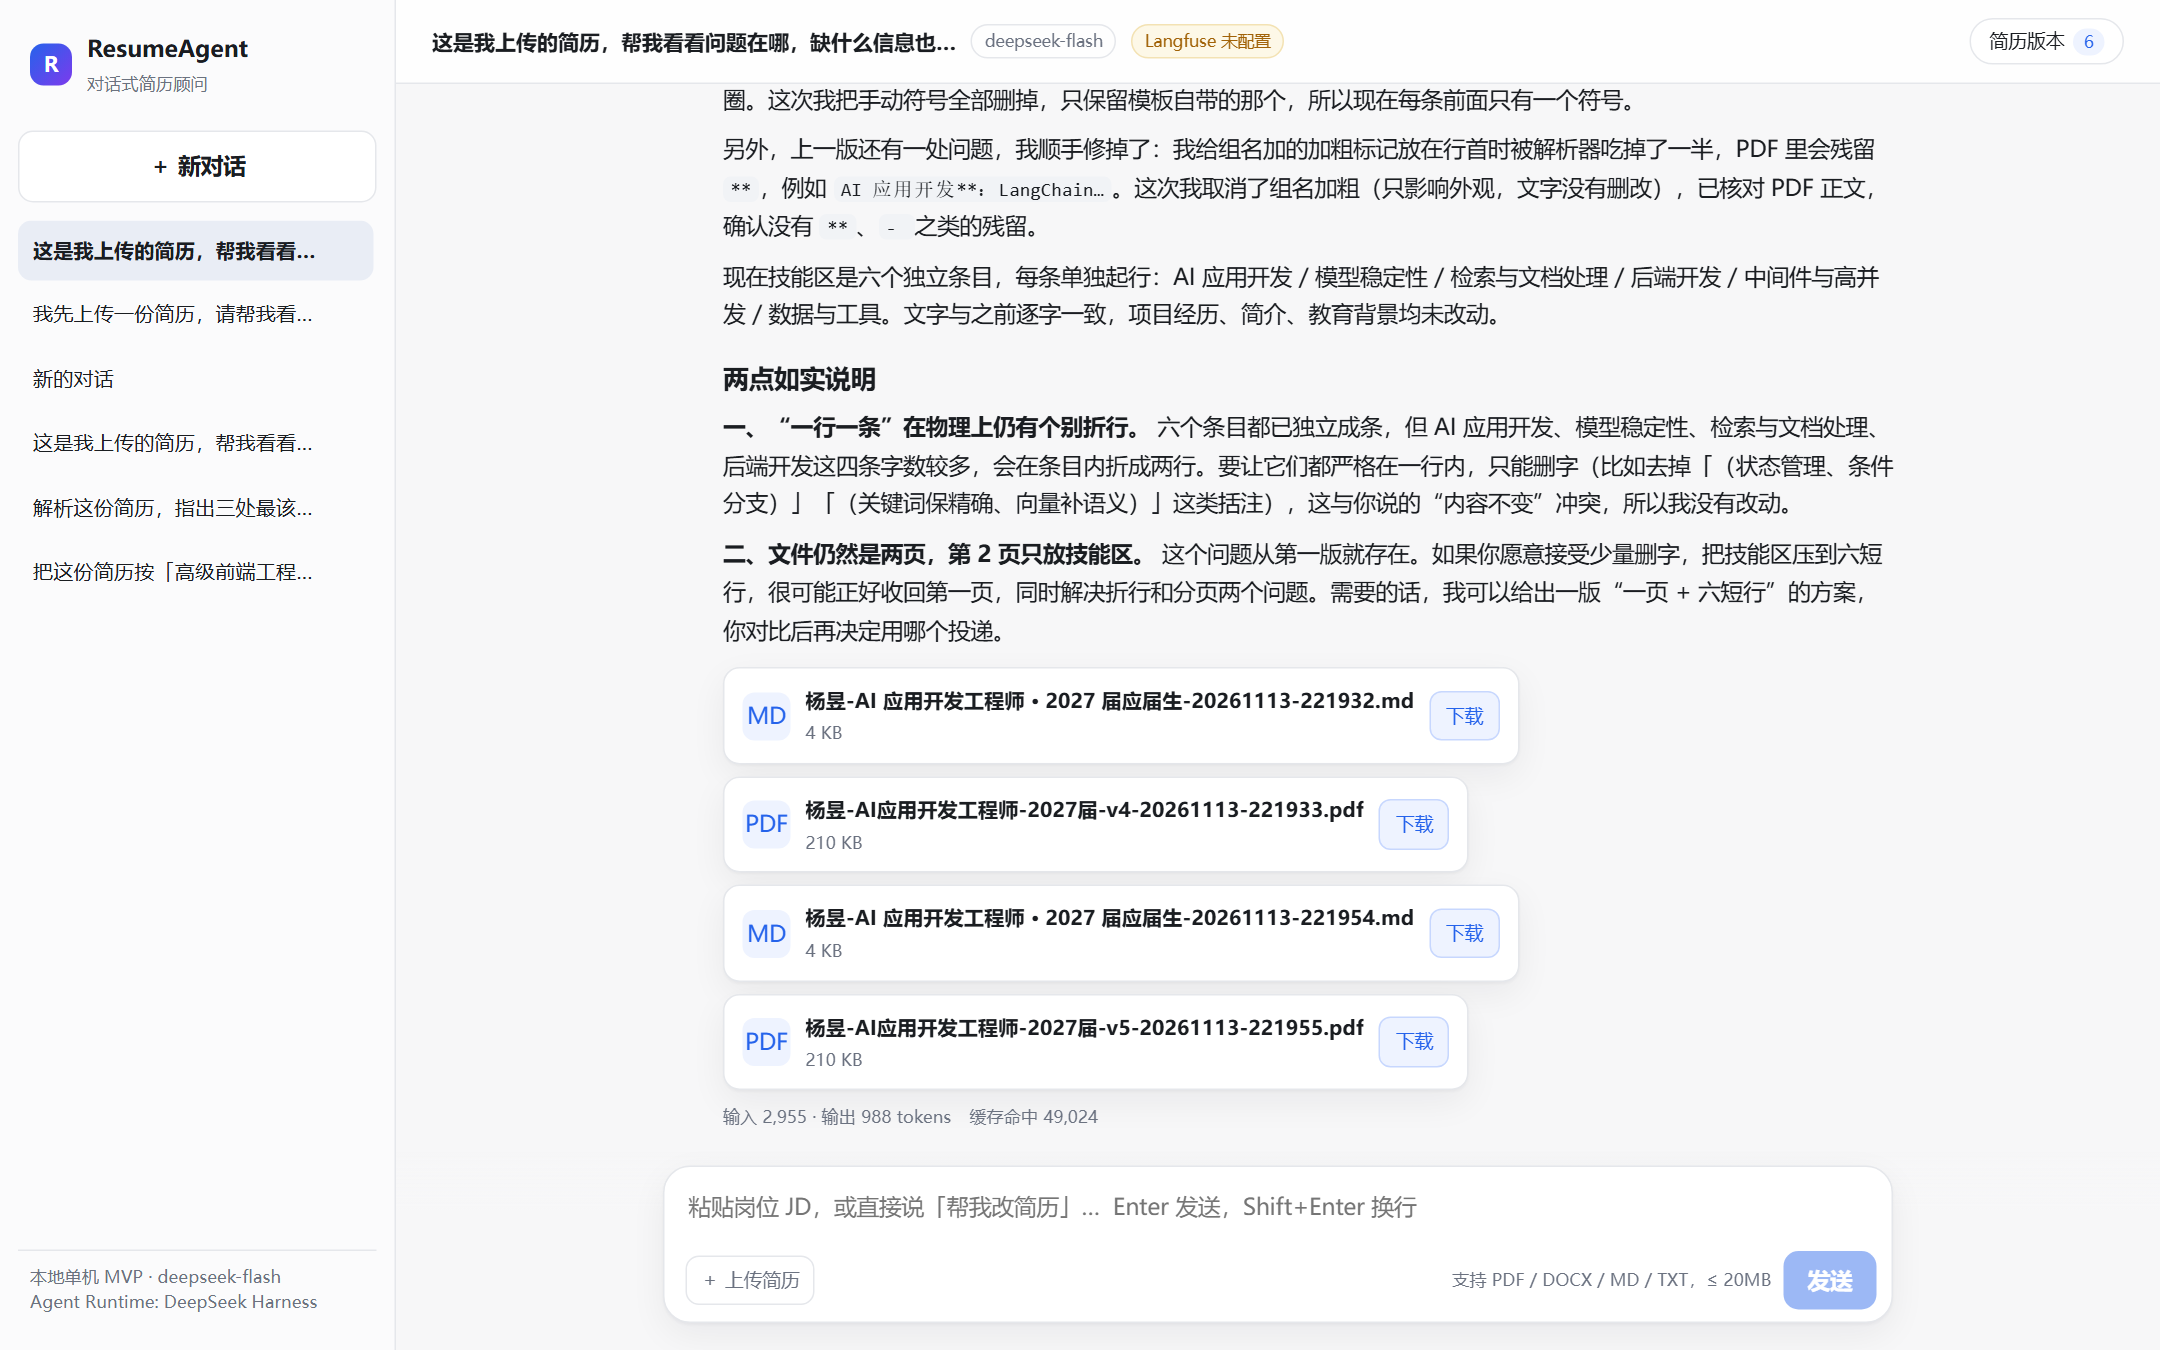 R
ResumeAgent
对话式简历顾问
+ 新对话
这是我上传的简历，帮我看看...
我先上传一份简历，请帮我看...
新的对话
这是我上传的简历，帮我看看...
解析这份简历，指出三处最该...
把这份简历按「高级前端工程...
本地单机 MVP · deepseek-flash
Agent Runtime: DeepSeek Harness
这是我上传的简历，帮我看看问题在哪，缺什么信息也... deepseek-flash Langfuse 未配置 简历版本 6
圈。这次我把手动符号全部删掉，只保留模板自带的那个，所以现在每条前面只有一个符号。
另外，上一版还有一处问题，我顺手修掉了：我给组名加的加粗标记放在行首时被解析器吃掉了一半，PDF 里会残留
**，例如 AI 应用开发**: LangChain…。这次我取消了组名加粗（只影响外观，文字没有删改），已核对 PDF 正文，
确认没有 **、- 之类的残留。
现在技能区是六个独立条目，每条单独起行：AI 应用开发 / 模型稳定性 / 检索与文档处理 / 后端开发 / 中间件与高并
发 / 数据与工具。文字与之前逐字一致，项目经历、简介、教育背景均未改动。
两点如实说明
一、“一行一条”在物理上仍有个别折行。 六个条目都已独立成条，但 AI 应用开发、模型稳定性、检索与文档处理、
后端开发这四条字数较多，会在条目内折成两行。要让它们都严格在一行内，只能删字（比如去掉「（状态管理、条件
分支）」「（关键词保精确、向量补语义）」这类括注），这与你说的“内容不变”冲突，所以我没有改动。
二、文件仍然是两页，第 2 页只放技能区。 这个问题从第一版就存在。如果你愿意接受少量删字，把技能区压到六短
行，很可能正好收回第一页，同时解决折行和分页两个问题。需要的话，我可以给出一版“一页 + 六短行”的方案，
你对比后再决定用哪个投递。
MD 杨昱-AI 应用开发工程师 • 2027 届应届生-20261113-221932.md 下载
4 KB
PDF 杨昱-AI应用开发工程师-2027届-v4-20261113-221933.pdf 下载
210 KB
MD 杨昱-AI 应用开发工程师 • 2027 届应届生-20261113-221954.md 下载
4 KB
PDF 杨昱-AI应用开发工程师-2027届-v5-20261113-221955.pdf 下载
210 KB
输入 2,955 · 输出 988 tokens 缓存命中 49,024
粘贴岗位 JD，或直接说「帮我改简历」... Enter 发送，Shift+Enter 换行
+ 上传简历 支持 PDF / DOCX / MD / TXT，≤ 20MB 发送